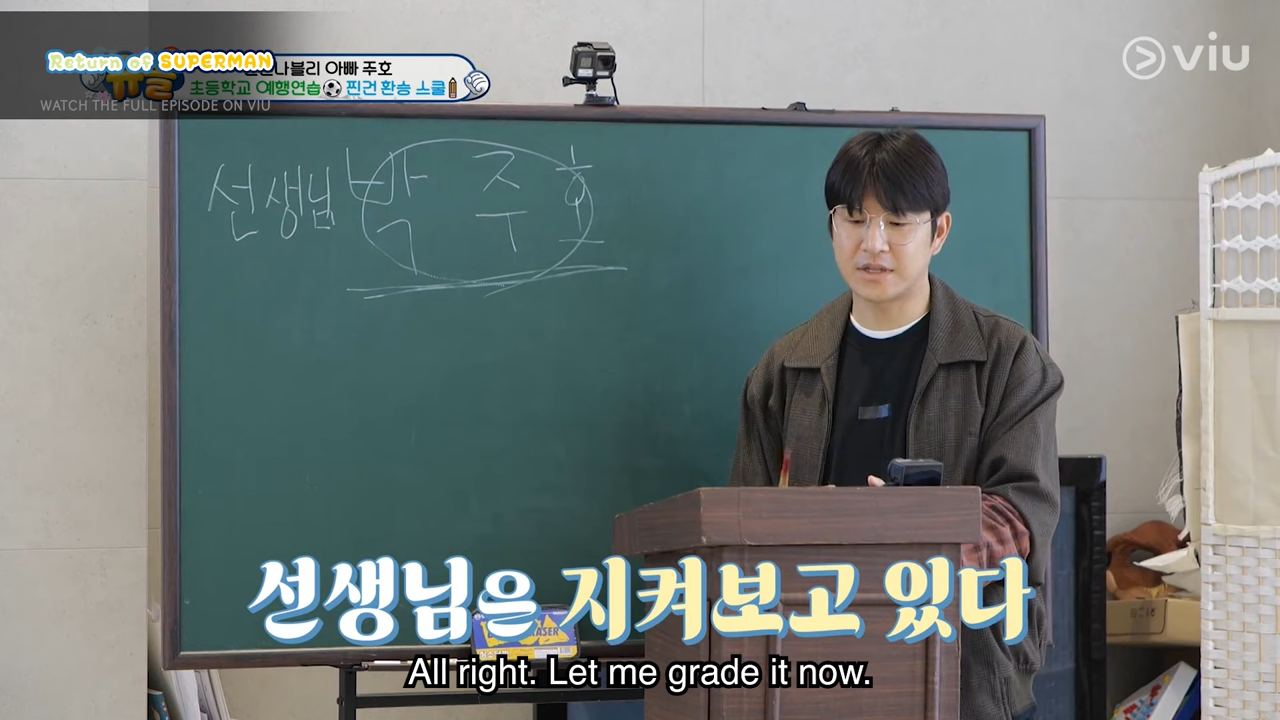 Return of SUPERMAN
viu
아빠 주호
초등학교 예행연습 찐건 환승 스쿨
WATCH THE FULL EPISODE ON VIU
선생님 박주호
선생님은 지켜보고 있다
All right. Let me grade it now.